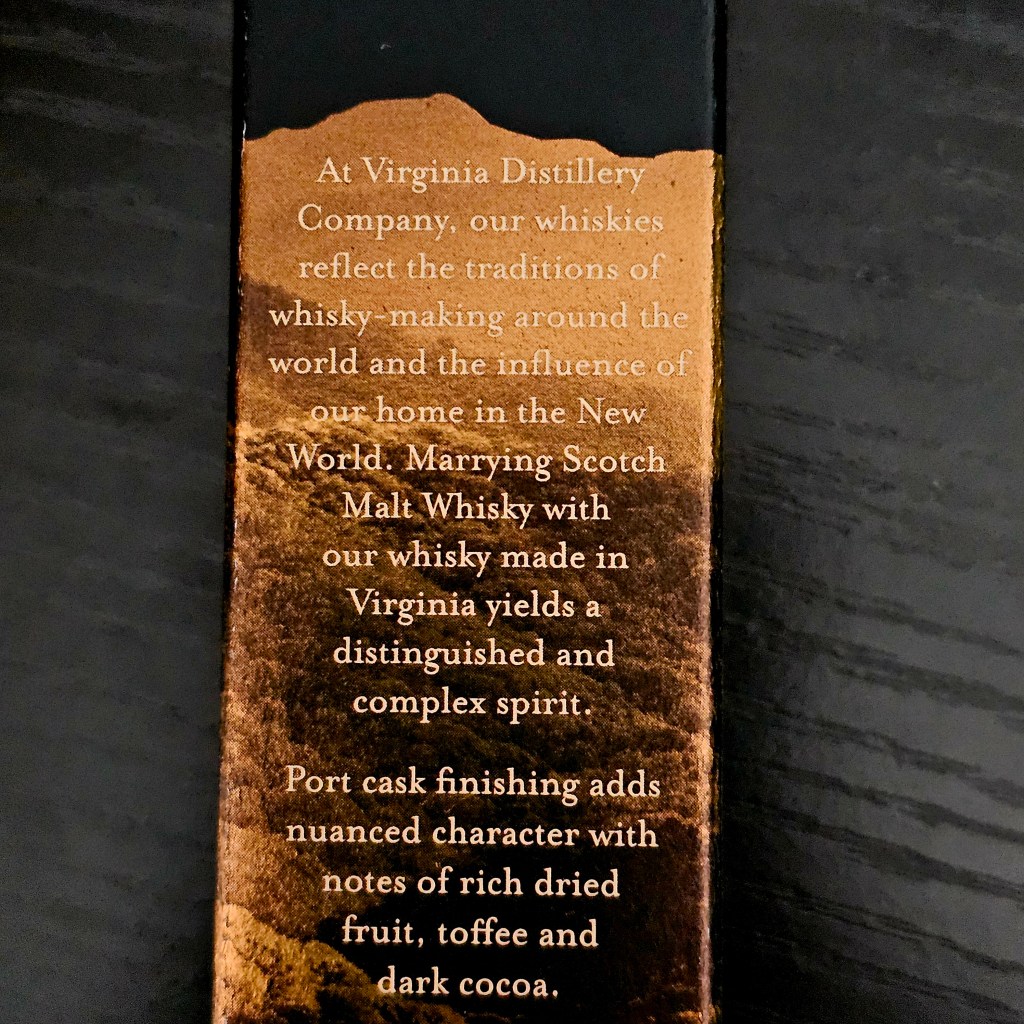 At Virginia Distillery
Company, our whiskies
reflect the traditions of
whisky-making around the
world and the influence of
our home in the New
World. Marrying Scotch
Malt Whisky with
our whisky made in
Virginia yields a
distinguished and
complex spirit.
Port cask finishing adds
nuanced character with
notes of rich dried
fruit, toffee and
dark cocoa.